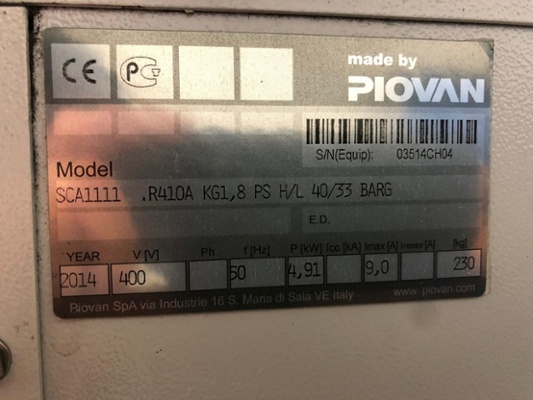 CE
made by
PIOVAN
S/N(Equip): 03514CH04
Model
SCA1111 .R410A KG1,8 PS H/L 40/33 BARG
E.D.
YEAR V [V] Ph f [Hz] P [kW] Icc [kA] Imax [A] [A] [kg]
2014 400 50 4,91 9,0 230
Piovan SpA via Industrie 16 S. Maria di Sala VE Italy www.piovan.com